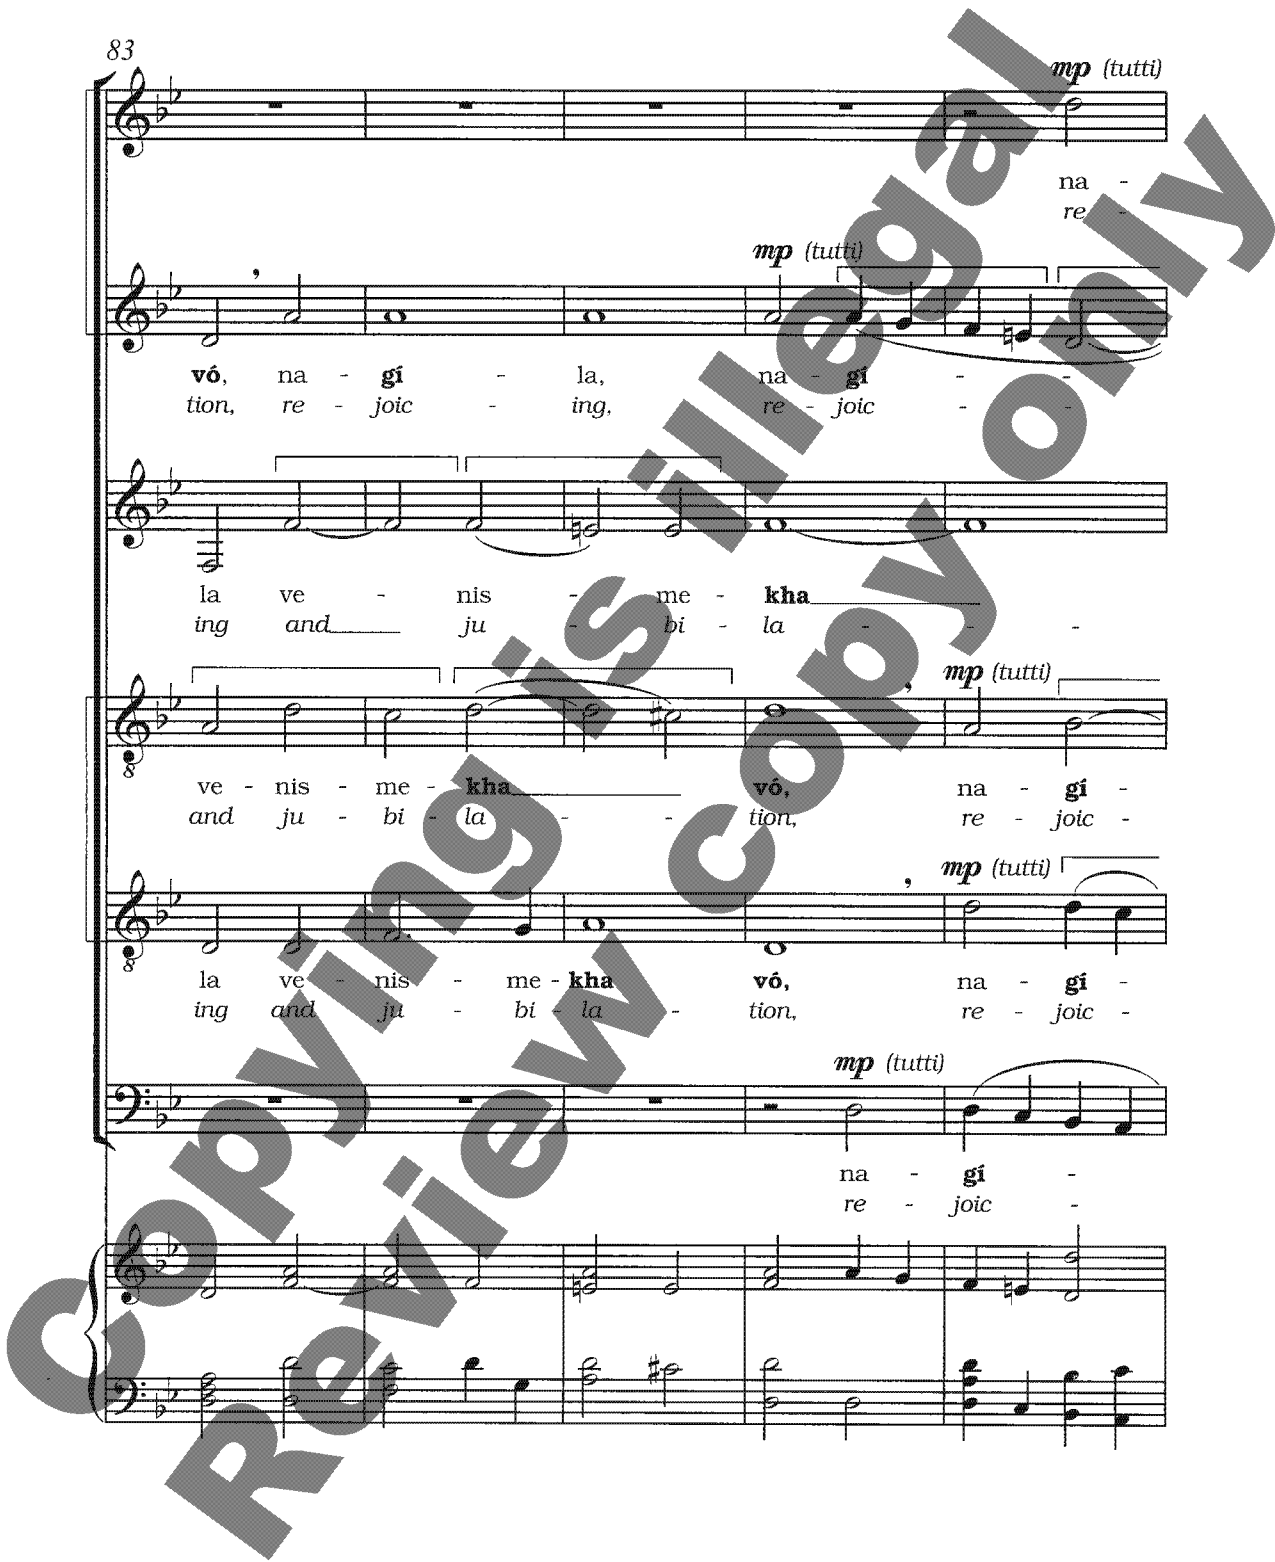 83
mp (tutti)
na -
re -
mp (tutti)
vó, na - gí - la, na - gí - -
tion, re - joic - ing, re - joic - -
la ve - nis - me - kha
ing and ju - bi - la - - -
mp (tutti)
ve - nis - me - kha vó, na - gí -
and ju - bi - la - - tion, re - joic -
mp (tutti)
la ve - nis - me - kha vó, na - gí -
ing and ju - bi - la - tion, re - joic -
mp (tutti)
na - gí -
re - joic -
8
8
Copying is illegal
Review copy only